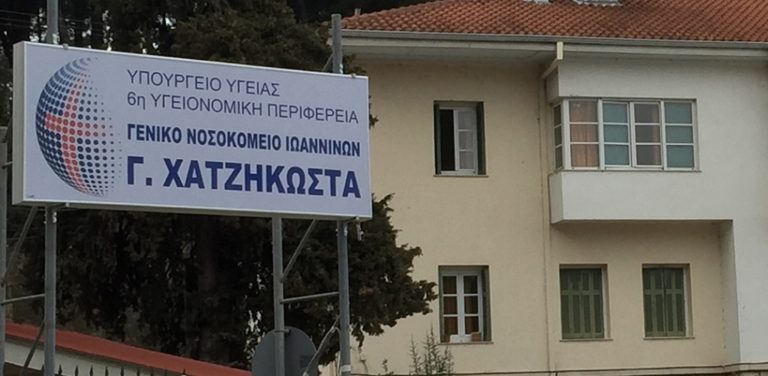 ΥΠΟΥΡΓΕΙΟ ΥΓΕΙΑΣ
6η ΥΓΕΙΟΝΟΜΙΚΗ ΠΕΡΙΦΕΡΕΙΑ
ΓΕΝΙΚΟ ΝΟΣΟΚΟΜΕΙΟ ΙΩΑΝΝΙΝΩΝ
Γ. ΧΑΤΖΗΚΩΣΤΑ